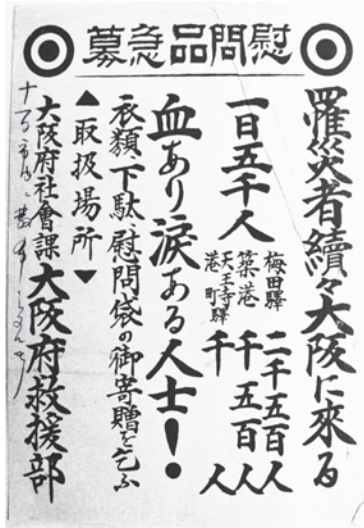 慰問品急募
罹災者續々大阪に來る
一日五千人
梅田驛 二千五百人
築港 千五百人
天王寺驛
港町 千人
血あり涙ある人士！
衣類、下駄、慰問袋の御寄贈を乞ふ
▲取扱場所▼
大阪府社會課 大阪府救援部